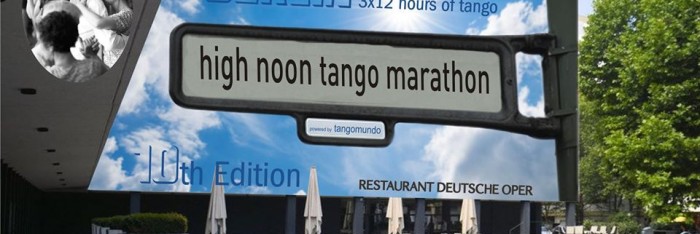 3x12 hours of tango
high noon tango marathon
powered by tangomundo
10th Edition
RESTAURANT DEUTSCHE OPER